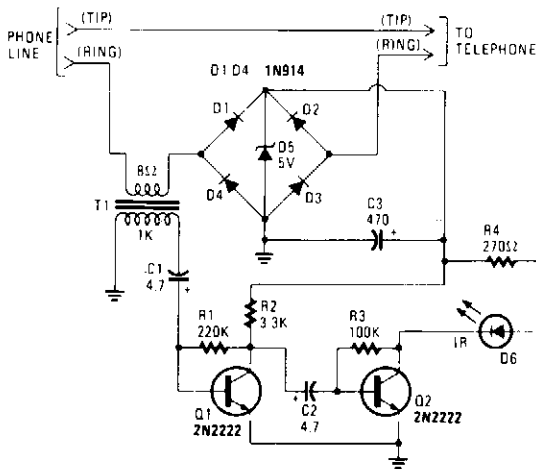 PHONE
LINE
(TIP)
(RING)
(TIP)
(RING)
TO
TELEPHONE
D1 D4 1N914
D1
D2
D5
5V
D4
D3
8Ω
T1
1K
C3
470
+
R4
270Ω
C1
4.7
+
R1
220K
R2
3.3K
R3
100K
IR
D6
+
C2
4.7
Q1
2N2222
Q2
2N2222